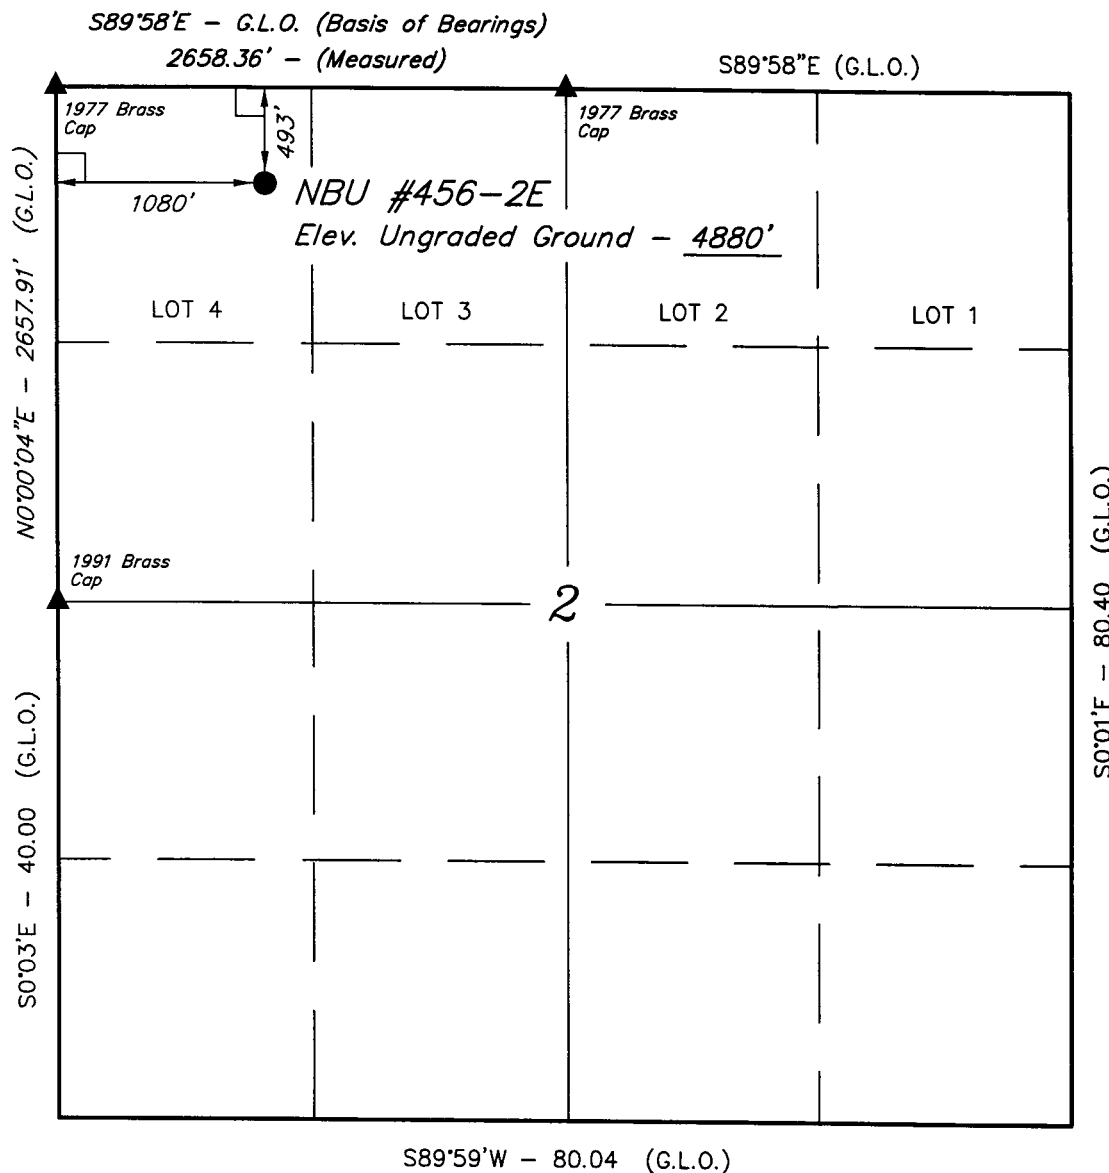 S89°58'E - G.L.O. (Basis of Bearings)
2658.36' - (Measured)
S89°58"E (G.L.O.)
1977 Brass
Cap
493'
1977 Brass
Cap
1080'
NBU #456-2E
Elev. Ungraded Ground - 4880'
N0°00'04"E - 2657.91' (G.L.O.)
LOT 4
LOT 3
LOT 2
LOT 1
1991 Brass
Cap
2
S0°01'E - 80.40 (G.L.O.)
S0°03'E - 40.00 (G.L.O.)
S89°59'W - 80.04 (G.L.O.)